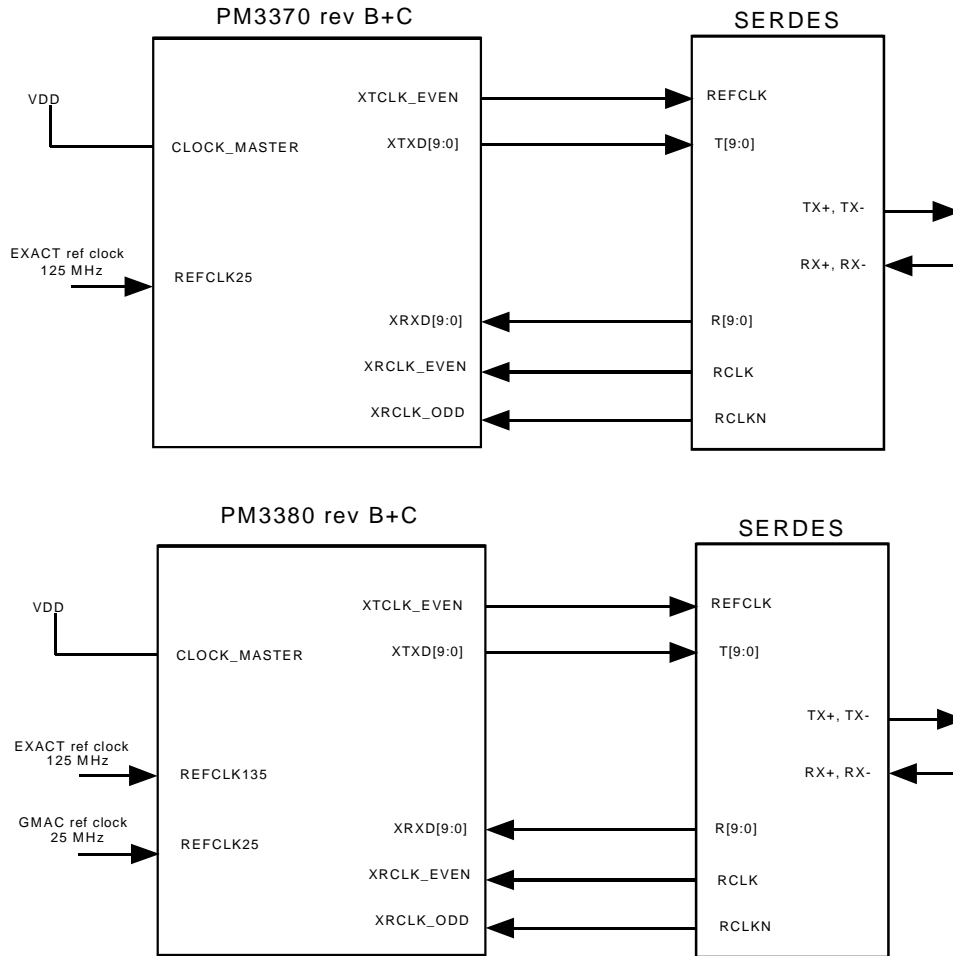 PM3370 rev B+C
SERDES
VDD
XTCLK_EVEN
REFCLK
CLOCK_MASTER
XTXD[9:0]
T[9:0]
TX+, TX-
EXACT ref clock
125 MHz
REFCLK25
RX+, RX-
XRXD[9:0]
R[9:0]
XRCLK_EVEN
RCLK
XRCLK_ODD
RCLKN
PM3380 rev B+C
SERDES
VDD
XTCLK_EVEN
REFCLK
CLOCK_MASTER
XTXD[9:0]
T[9:0]
TX+, TX-
EXACT ref clock
125 MHz
REFCLK135
RX+, RX-
GMAC ref clock
25 MHz
REFCLK25
XRXD[9:0]
R[9:0]
XRCLK_EVEN
RCLK
XRCLK_ODD
RCLKN